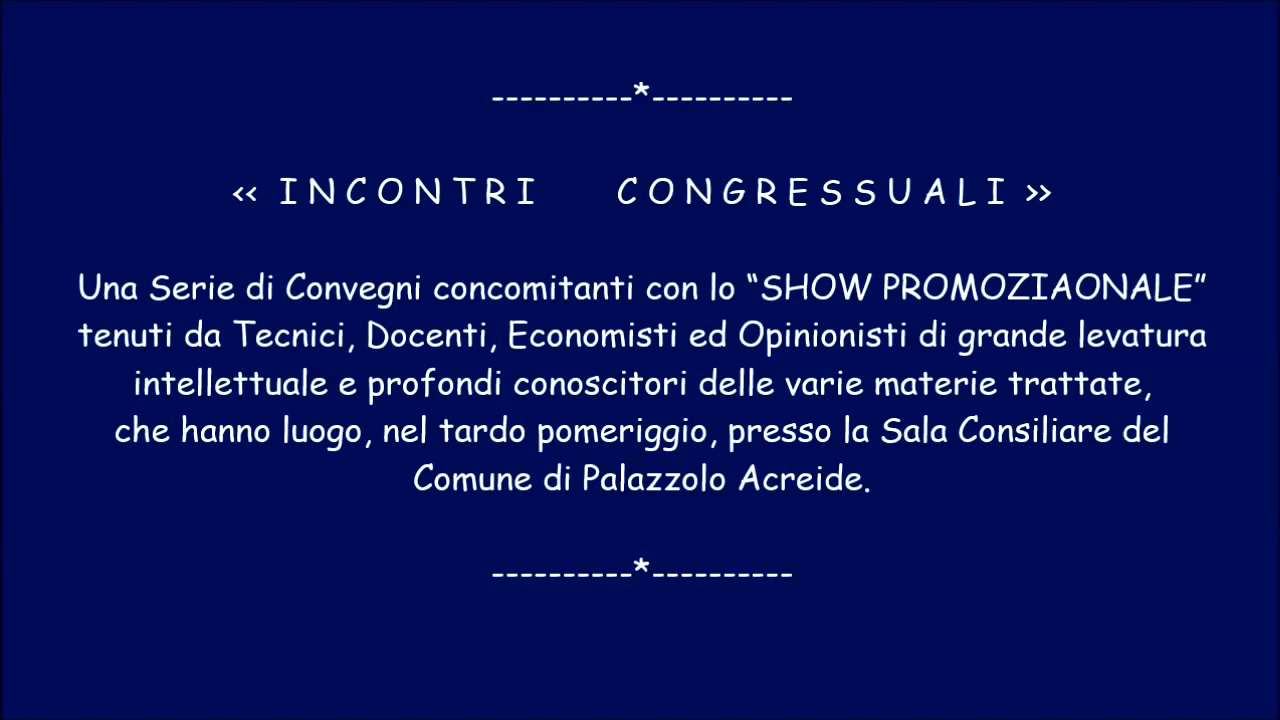 ----------*----------
<< I N C O N T R I C O N G R E S S U A L I >>
Una Serie di Convegni concomitanti con lo “SHOW PROMOZIAONALE”
tenuti da Tecnici, Docenti, Economisti ed Opinionisti di grande levatura
intellettuale e profondi conoscitori delle varie materie trattate,
che hanno luogo, nel tardo pomeriggio, presso la Sala Consiliare del
Comune di Palazzolo Acreide.
----------*----------